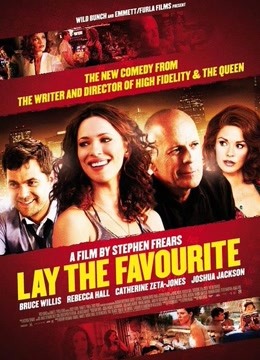 WILD BUNCH AND EMMETT/FURLA FILMS PRESENT
THE NEW COMEDY FROM
THE WRITER AND DIRECTOR OF HIGH FIDELITY & THE QUEEN
A FILM BY STEPHEN FREARS
LAY THE FAVOURITE
BRUCE WILLIS REBECCA HALL CATHERINE ZETA-JONES JOSHUA JACKSON